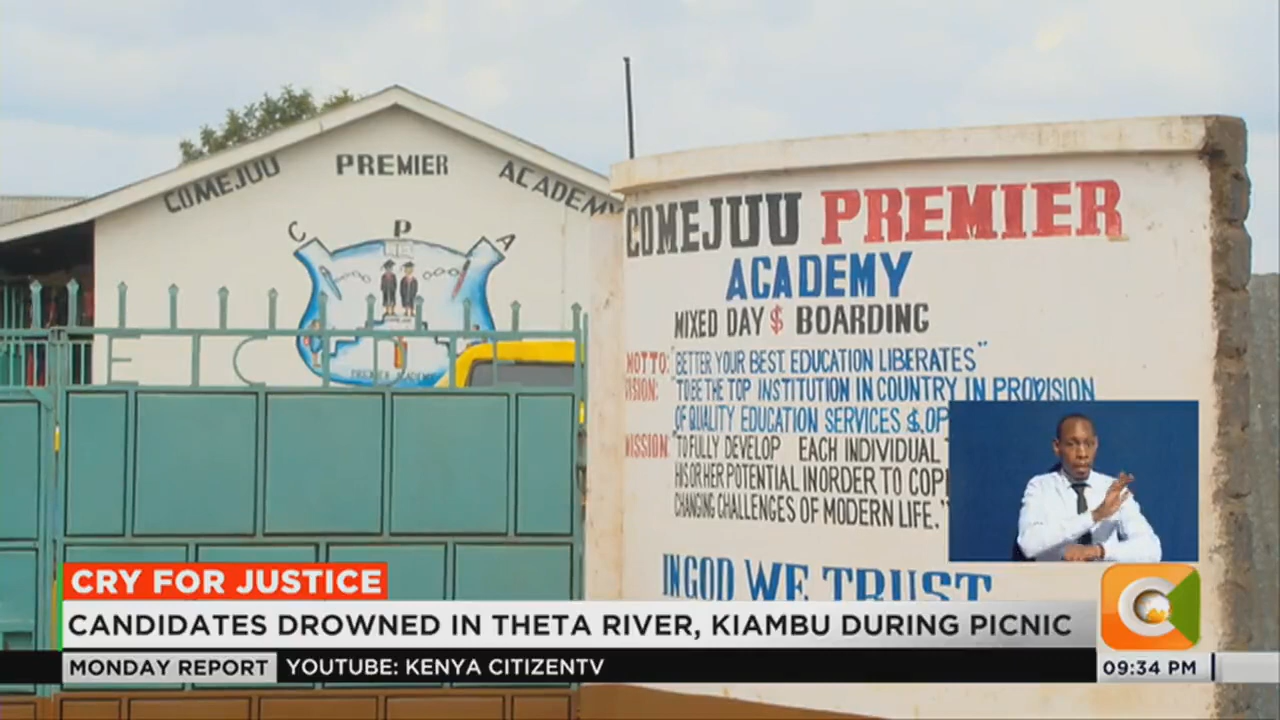 COMEJUU PREMIER ACADEMY
C P A
PREMIER ACADEMY
COMEJUU PREMIER
ACADEMY
MIXED DAY $ BOARDING
MOTTO: "BETTER YOUR BEST EDUCATION LIBERATES"
VISION: "TO BE THE TOP INSTITUTION IN COUNTRY IN PROVISION
OF QUALITY EDUCATION SERVICES $
MISSION: "TO FULLY DEVELOP EACH INDIVIDUAL
HIS OR HER POTENTIAL IN ORDER TO
CHANGING CHALLENGES OF MODERN LIFE."
IN GOD WE TRUST
CRY FOR JUSTICE
CANDIDATES DROWNED IN THETA RIVER, KIAMBU DURING PICNIC
MONDAY REPORT YOUTUBE: KENYA CITIZENTV
09:34 PM